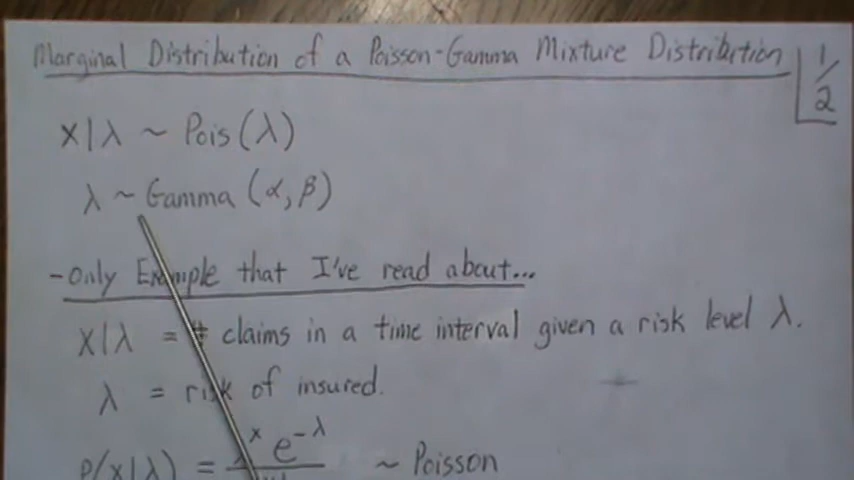 Marginal Distribution of a Poisson-Gamma Mixture Distribution 1/2
X|λ ~ Pois(λ)
λ ~ Gamma (α, β)
-Only Example that I've read about...
X|λ = # claims in a time interval given a risk level λ.
λ = risk of insured.
P(X|λ) = λ^x e^-λ ~ Poisson